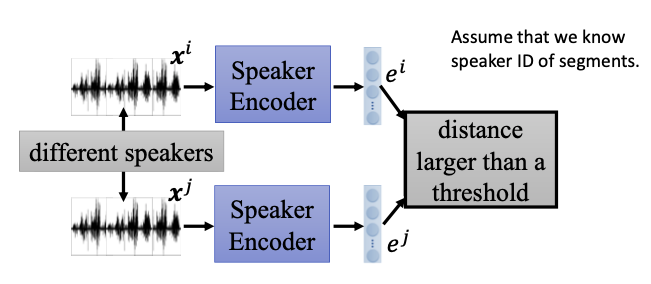 Assume that we know
speaker ID of segments.
x^i
Speaker
Encoder
e^i
different speakers
distance
larger than a
threshold
x^j
Speaker
Encoder
e^j